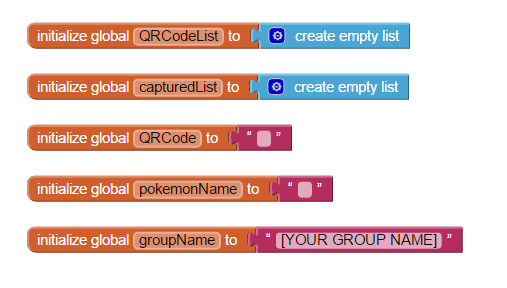 initialize global QRCodeList to create empty list
initialize global capturedList to create empty list
initialize global QRCode to “ ”
initialize global pokemonName to “ ”
initialize global groupName to “ [YOUR GROUP NAME] ”